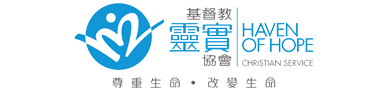 基督教
靈實
協會
HAVEN
OF HOPE
CHRISTIAN SERVICE
尊重生命•改變生命